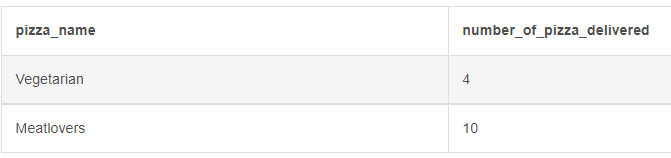 pizza_name number_of_pizza_delivered
Vegetarian 4
Meatlovers 10